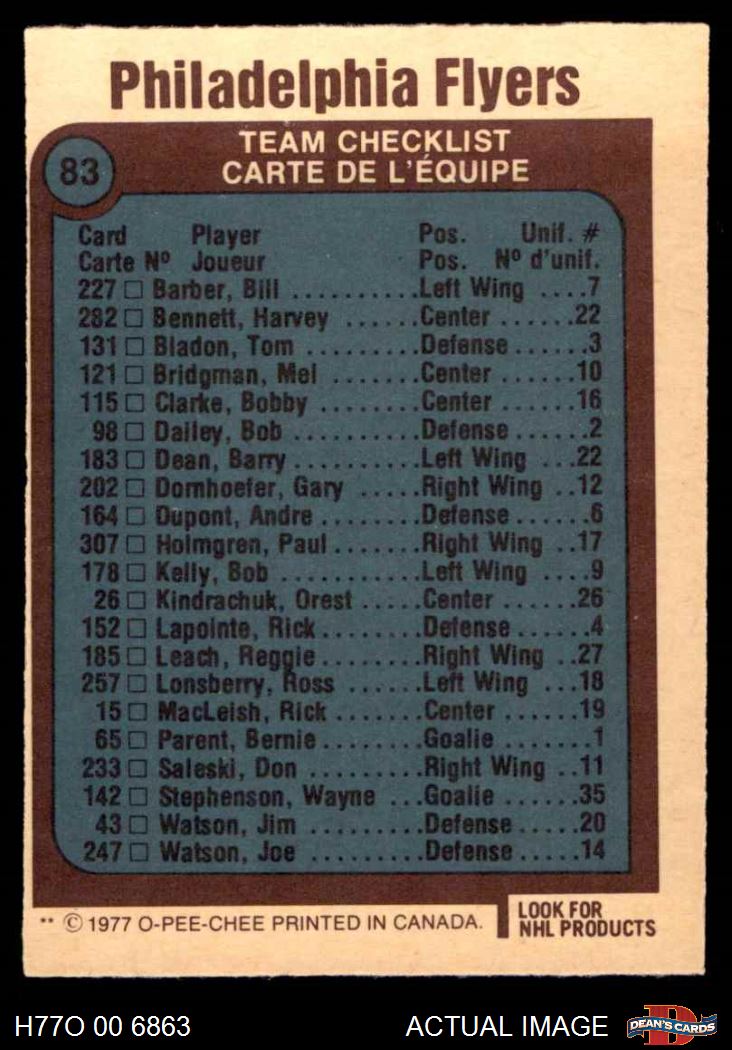 Philadelphia Flyers
83
TEAM CHECKLIST
CARTE DE L'ÉQUIPE
Card Player Pos. Unif. #
Carte Nº Joueur Pos. Nº d'unif.
227 □ Barber, Bill ..........Left Wing ....7
282 □ Bennett, Harvey ......Center ......22
131 □ Bladon, Tom .........Defense......3
121 □ Bridgman, Mel .......Center ......10
115 □ Clarke, Bobby ........Center ......16
98 □ Dailey, Bob ..........Defense......2
183 □ Dean, Barry ..........Left Wing ...22
202 □ Dornhoefer, Gary .....Right Wing ..12
164 □ Dupont, Andre ........Defense......6
307 □ Holmgren, Paul .......Right Wing ..17
178 □ Kelly, Bob ...........Left Wing ....9
26 □ Kindrachuk, Orest .....Center ......26
152 □ Lapointe, Rick........Defense......4
185 □ Leach, Reggie.........Right Wing ..27
257 □ Lonsberry, Ross ......Left Wing ...18
15 □ MacLeish, Rick .......Center ......19
65 □ Parent, Bernie........Goalie .......1
233 □ Saleski, Don .........Right Wing ..11
142 □ Stephenson, Wayne ...Goalie ......35
43 □ Watson, Jim .........Defense.....20
247 □ Watson, Joe .........Defense.....14
** © 1977 O-PEE-CHEE PRINTED IN CANADA.
LOOK FOR
NHL PRODUCTS
H77O 00 6863 ACTUAL IMAGE
D
DEAN'S CARDS